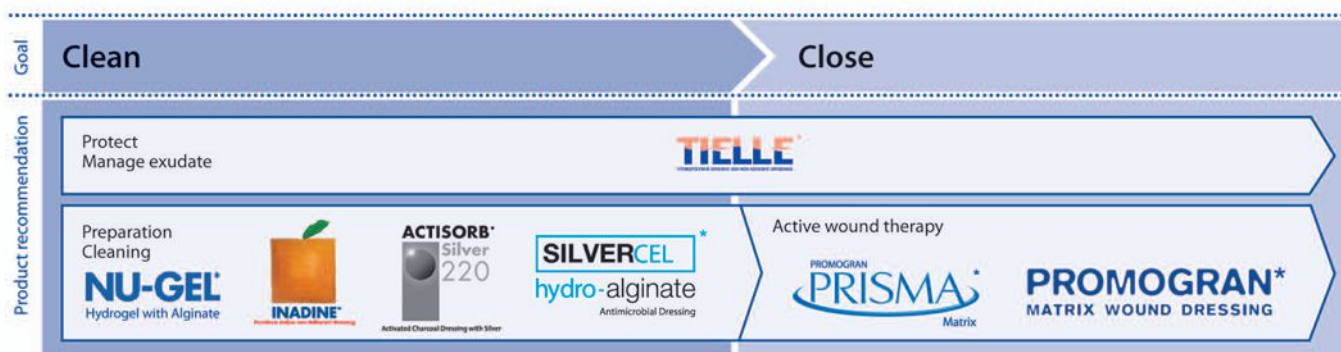 Goal
Clean
Close
Product recommendation
Protect
Manage exudate
TIELLE*
Preparation
Cleaning
NU-GEL*
Hydrogel with Alginate
INADINE*
ACTISORB*
Silver
220
Activated Charcoal Dressing with Silver
SILVERCEL*
hydro-alginate
Antimicrobial Dressing
Active wound therapy
PROMOGRAN
PRISMA*
Matrix
PROMOGRAN*
MATRIX WOUND DRESSING